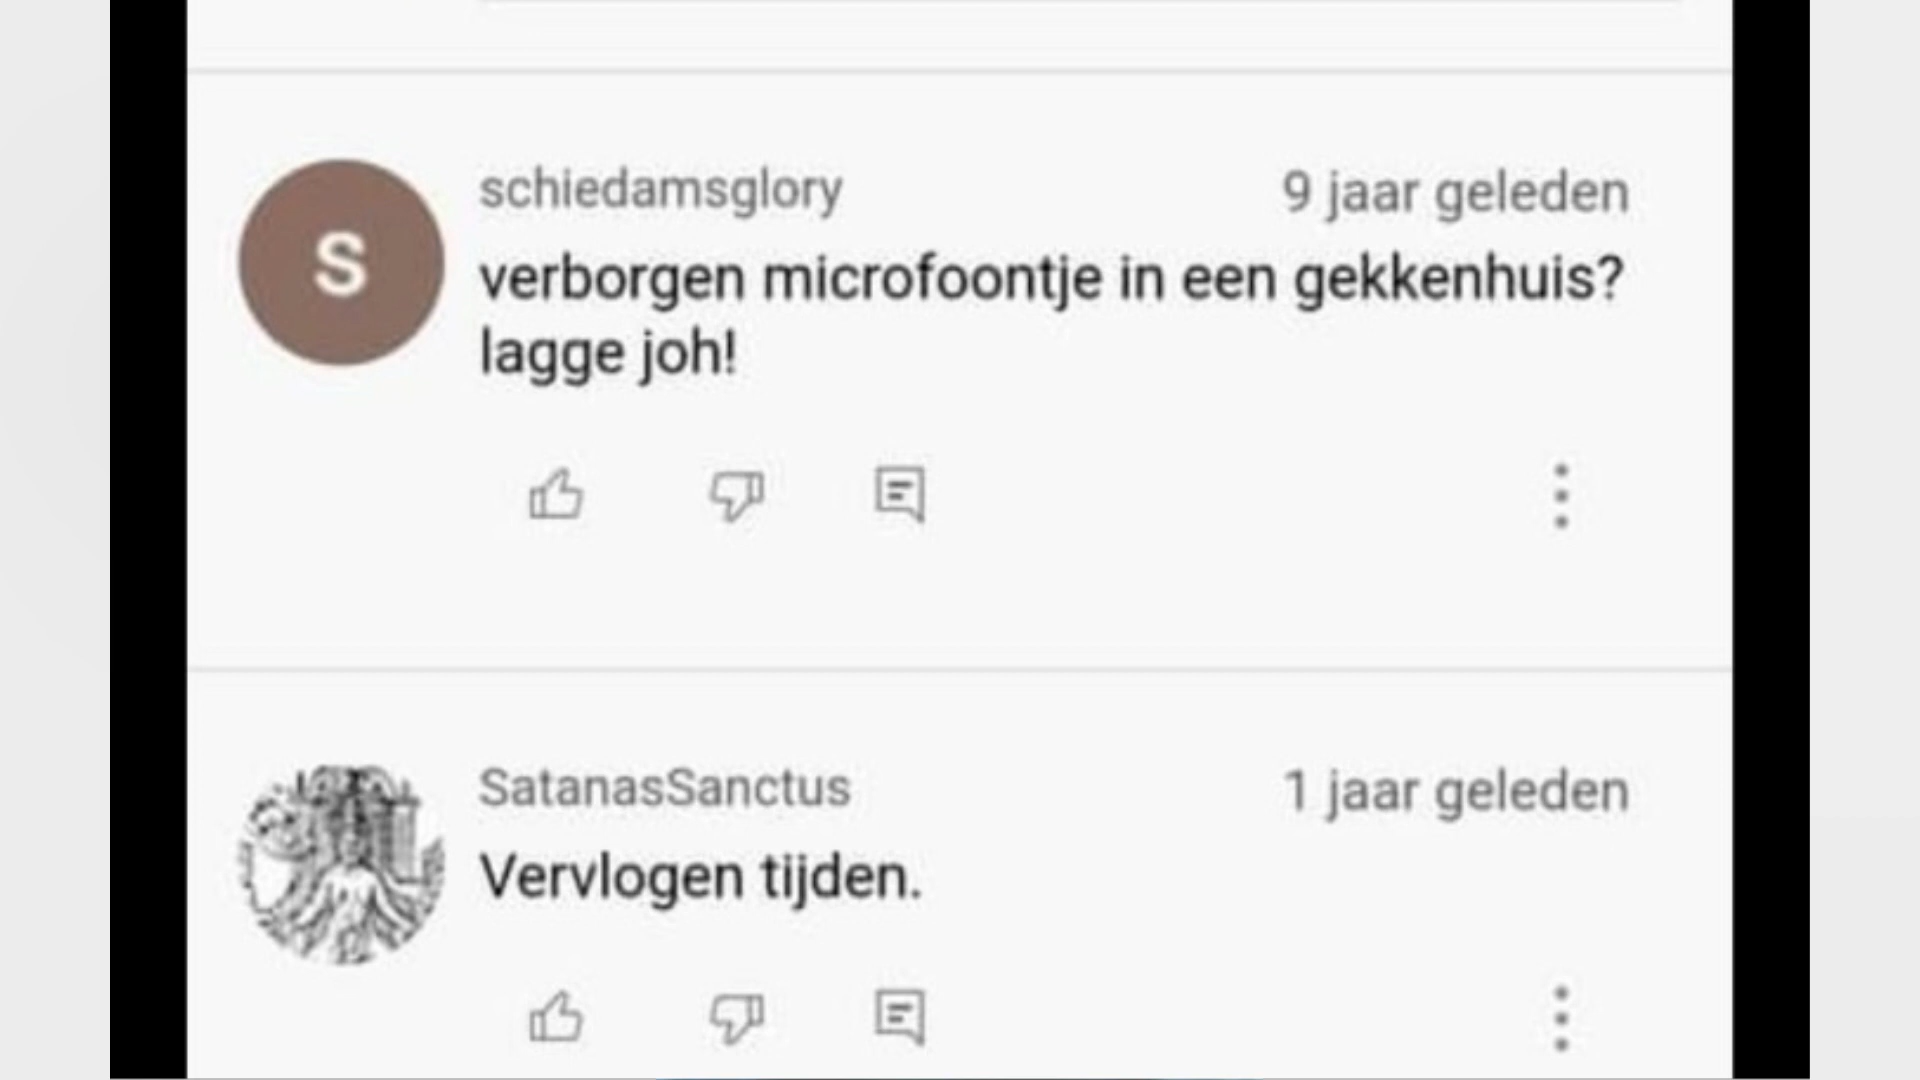 S
schiedamsglory 9 jaar geleden
verborgen microfoontje in een gekkenhuis?
lagge joh!
SatanasSanctus 1 jaar geleden
Vervlogen tijden.